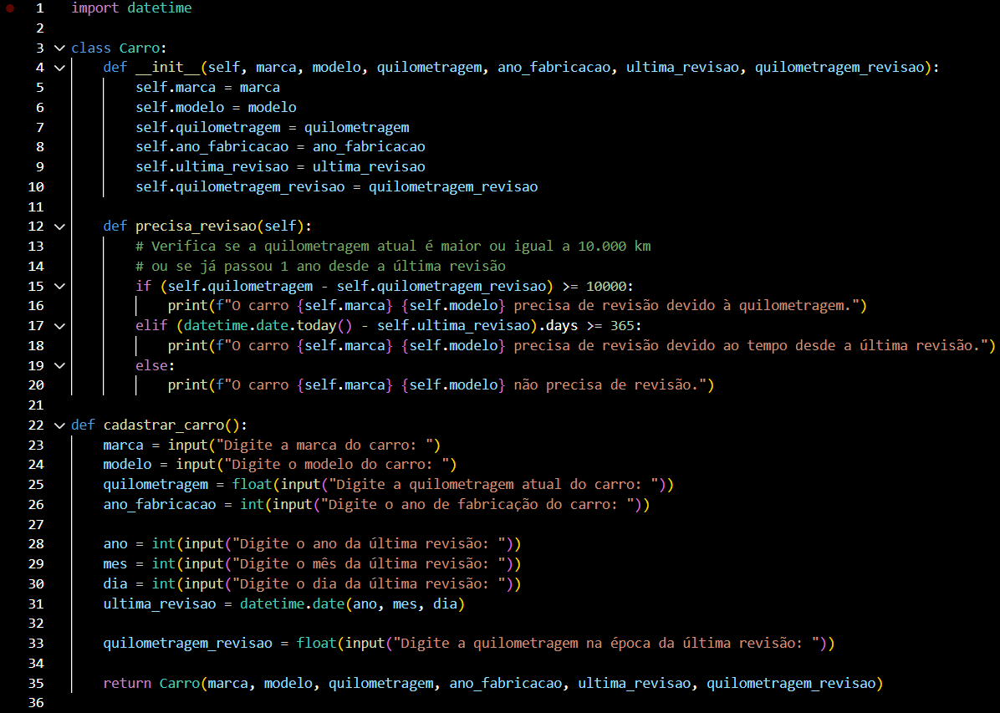 1 import datetime
2
3 class Carro:
4     def __init__(self, marca, modelo, quilometragem, ano_fabricacao, ultima_revisao, quilometragem_revisao):
5         self.marca = marca
6         self.modelo = modelo
7         self.quilometragem = quilometragem
8         self.ano_fabricacao = ano_fabricacao
9         self.ultima_revisao = ultima_revisao
10         self.quilometragem_revisao = quilometragem_revisao
11
12     def precisa_revisao(self):
13         # Verifica se a quilometragem atual é maior ou igual a 10.000 km
14         # ou se já passou 1 ano desde a última revisão
15         if (self.quilometragem - self.quilometragem_revisao) >= 10000:
16             print(f"O carro {self.marca} {self.modelo} precisa de revisão devido à quilometragem.")
17         elif (datetime.date.today() - self.ultima_revisao).days >= 365:
18             print(f"O carro {self.marca} {self.modelo} precisa de revisão devido ao tempo desde a última revisão.")
19         else:
20             print(f"O carro {self.marca} {self.modelo} não precisa de revisão.")
21
22 def cadastrar_carro():
23     marca = input("Digite a marca do carro: ")
24     modelo = input("Digite o modelo do carro: ")
25     quilometragem = float(input("Digite a quilometragem atual do carro: "))
26     ano_fabricacao = int(input("Digite o ano de fabricação do carro: "))
27
28     ano = int(input("Digite o ano da última revisão: "))
29     mes = int(input("Digite o mês da última revisão: "))
30     dia = int(input("Digite o dia da última revisão: "))
31     ultima_revisao = datetime.date(ano, mes, dia)
32
33     quilometragem_revisao = float(input("Digite a quilometragem na época da última revisão: "))
34
35     return Carro(marca, modelo, quilometragem, ano_fabricacao, ultima_revisao, quilometragem_revisao)
36